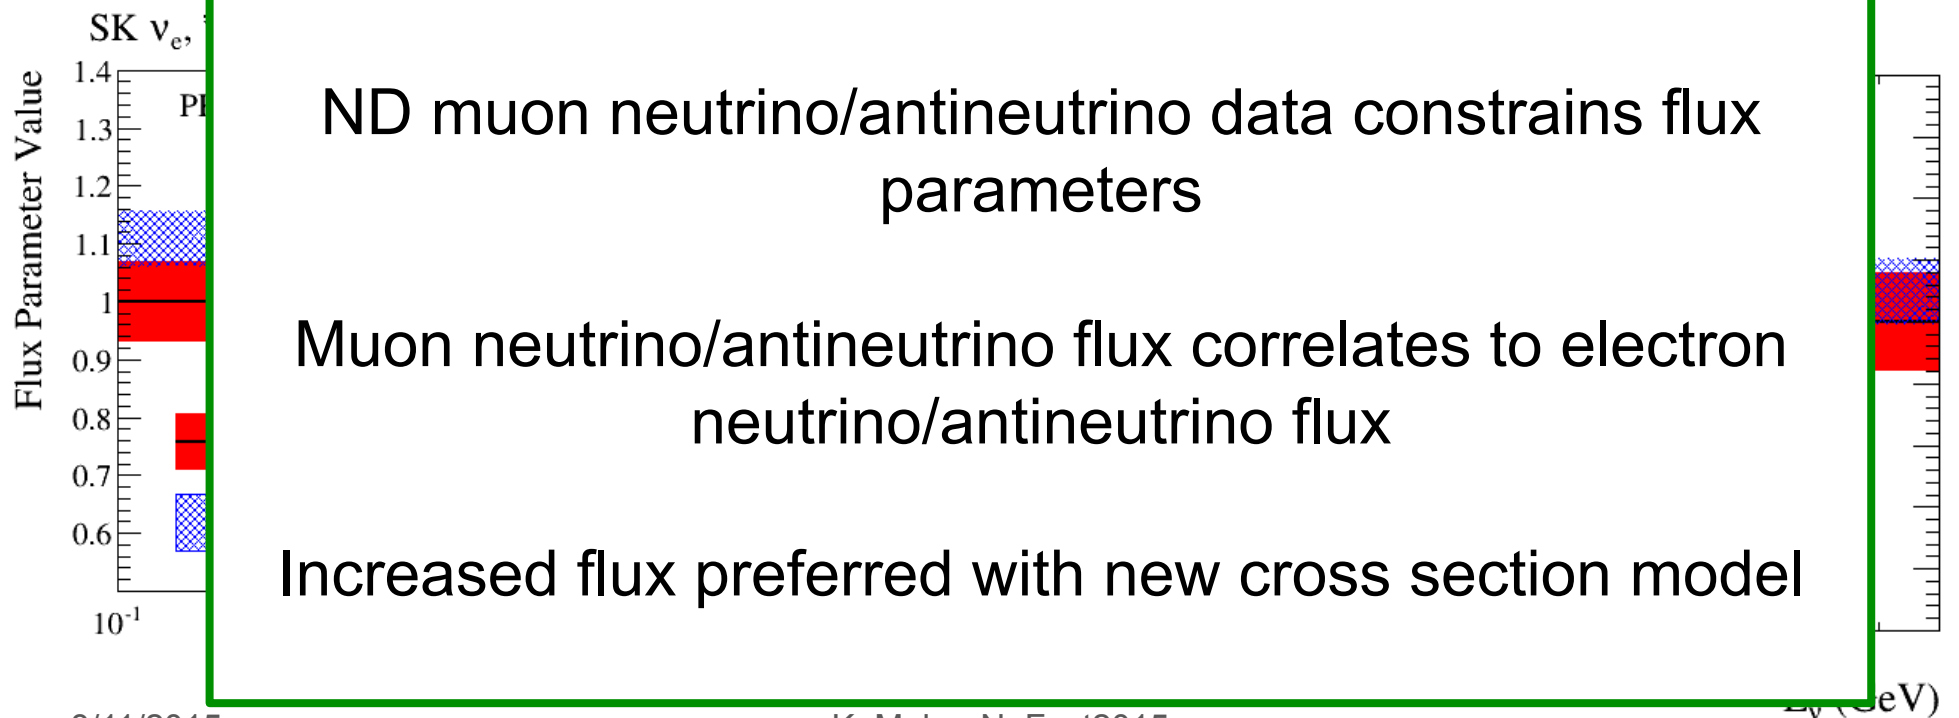 SK νe,
1.4
1.3
1.2
1.1
1
0.9
0.8
0.7
0.6
Flux Parameter Value
10-1
ND muon neutrino/antineutrino data constrains flux
parameters
Muon neutrino/antineutrino flux correlates to electron
neutrino/antineutrino flux
Increased flux preferred with new cross section model